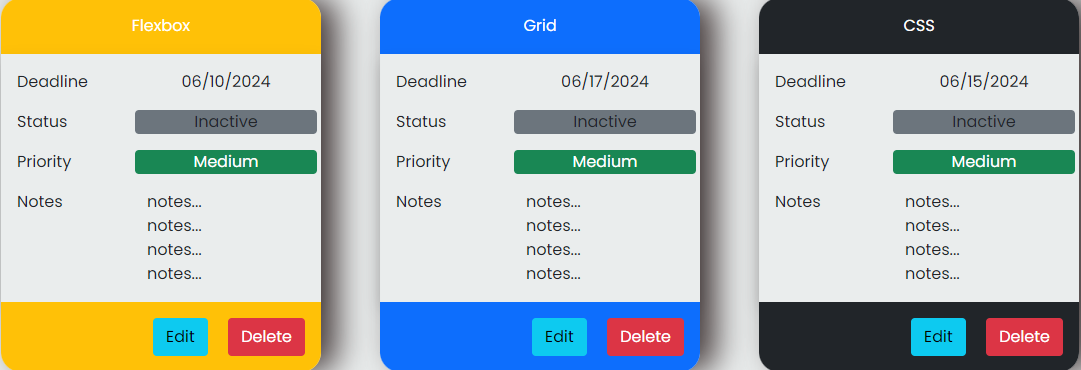 Flexbox
Deadline 06/10/2024
Status Inactive
Priority Medium
Notes notes...
notes...
notes...
notes...
Edit Delete
Grid
Deadline 06/17/2024
Status Inactive
Priority Medium
Notes notes...
notes...
notes...
notes...
Edit Delete
CSS
Deadline 06/15/2024
Status Inactive
Priority Medium
Notes notes...
notes...
notes...
notes...
Edit Delete